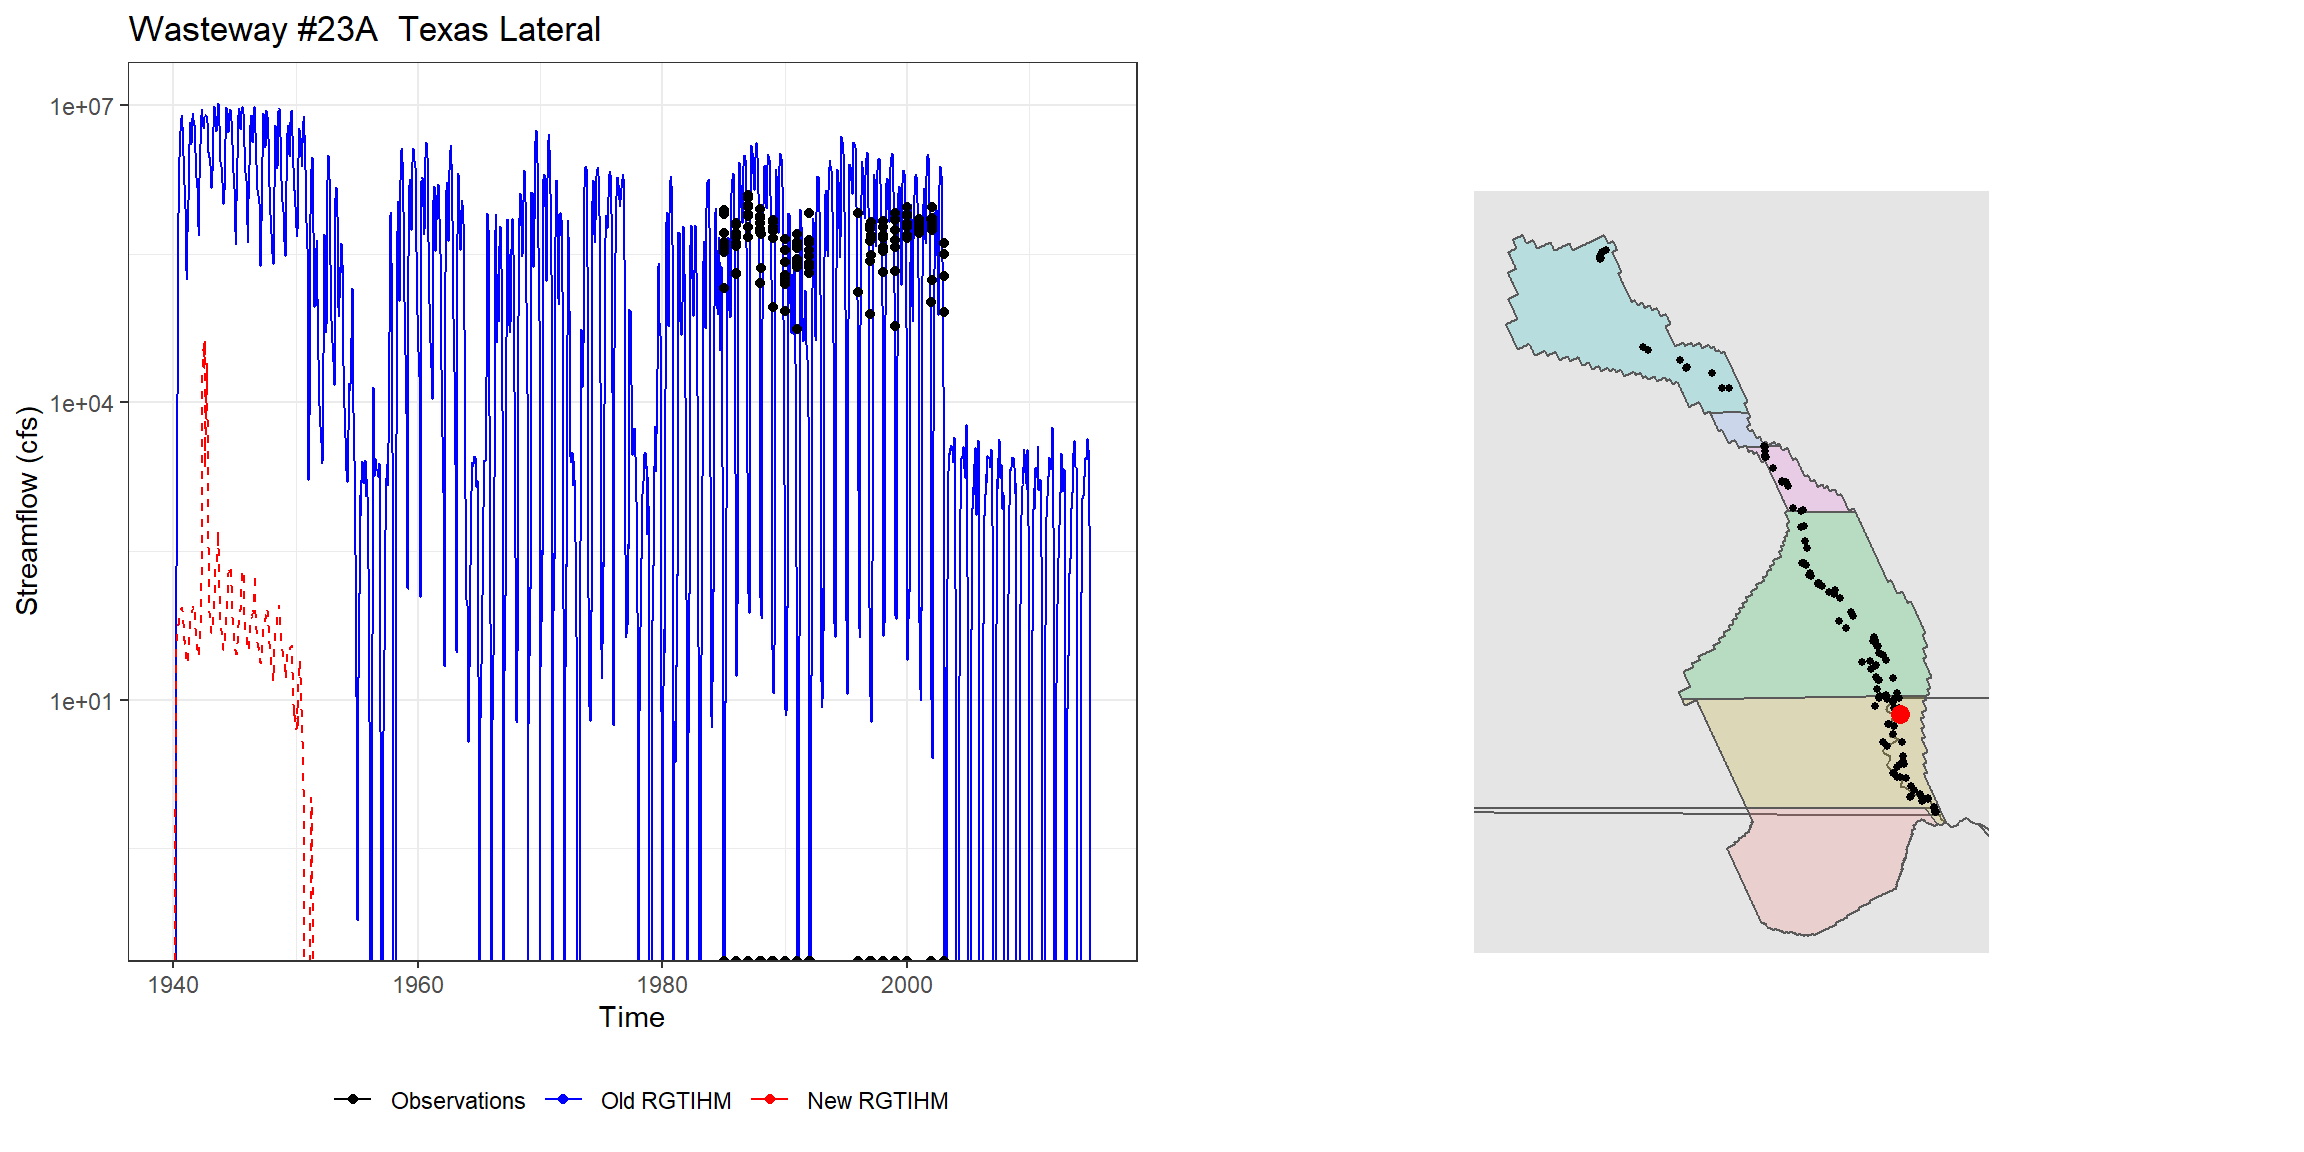 Wasteway #23A  Texas Lateral
1e+07
1e+04
1e+01
Streamflow (cfs)
1940
1960
1980
2000
Time
Observations
Old RGTIHM
New RGTIHM